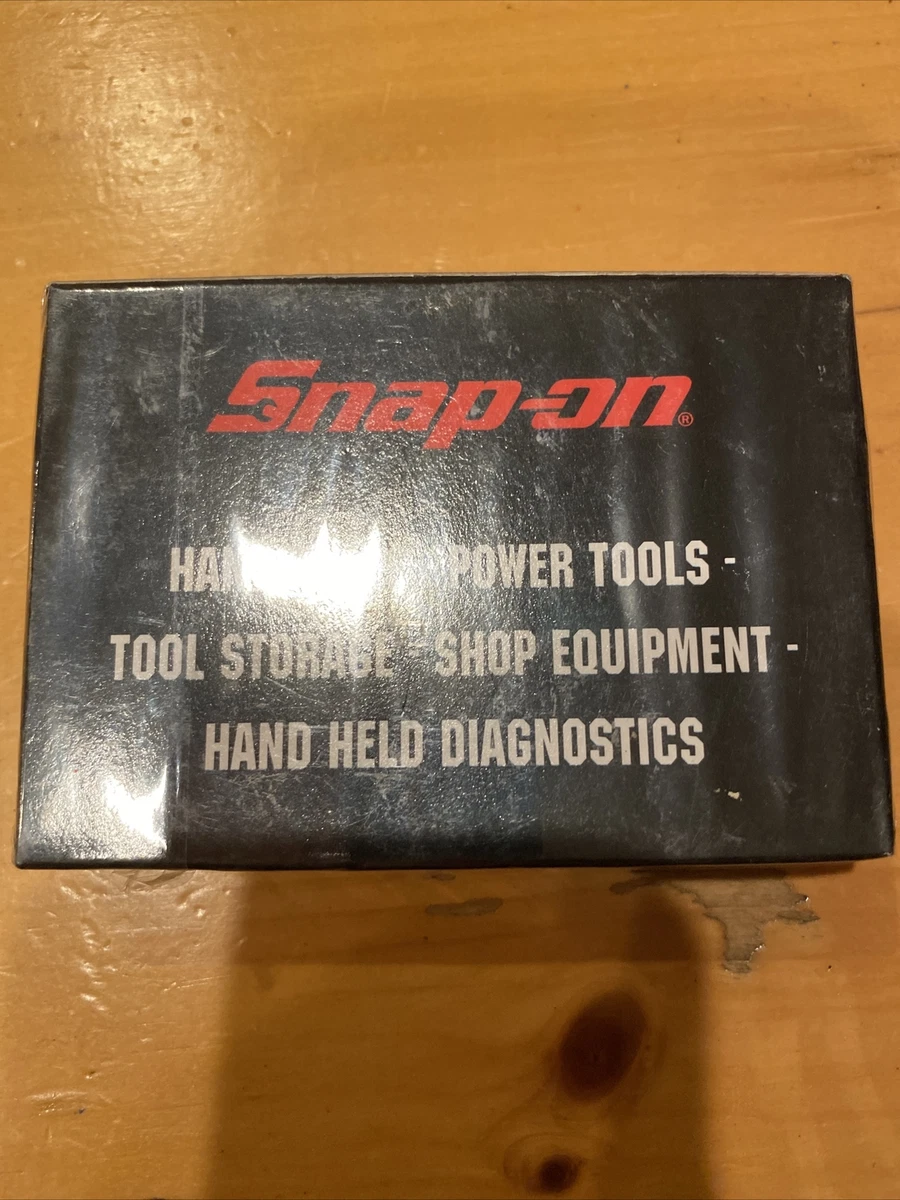 Snap-on®
POWER TOOLS -
TOOL STORAGE - SHOP EQUIPMENT -
HAND HELD DIAGNOSTICS